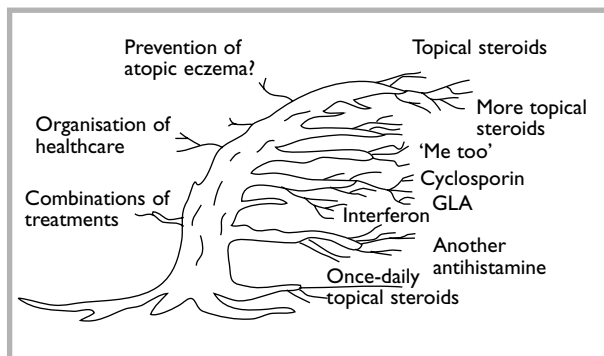 Prevention of
atopic eczema?
Topical steroids
More topical
steroids
Organisation of
healthcare
‘Me too’
Cyclosporin
GLA
Combinations of
treatments
Interferon
Another
antihistamine
Once-daily
topical steroids